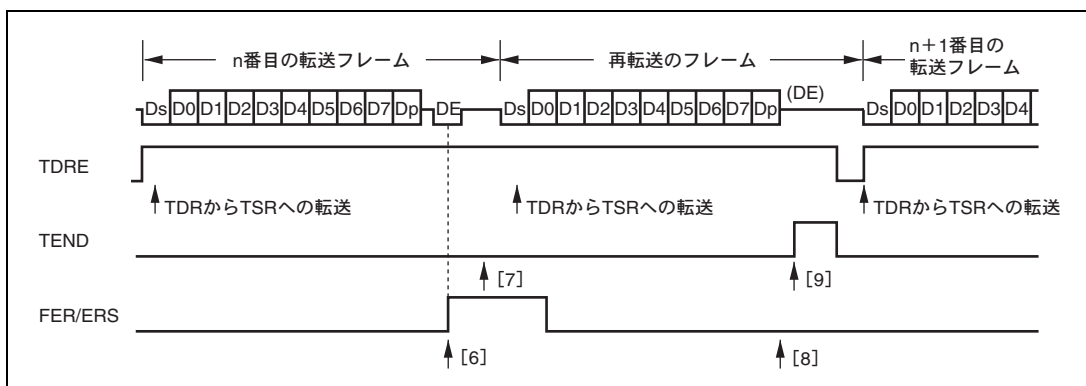 n番目の転送フレーム
再転送のフレーム
n+1番目の
転送フレーム
Ds D0 D1 D2 D3 D4 D5 D6 D7 Dp DE
Ds D0 D1 D2 D3 D4 D5 D6 D7 Dp (DE)
Ds D0 D1 D2 D3 D4
TDRE
TDRからTSRへの転送
TDRからTSRへの転送
TDRからTSRへの転送
TEND
[7]
[9]
FER/ERS
[6]
[8]